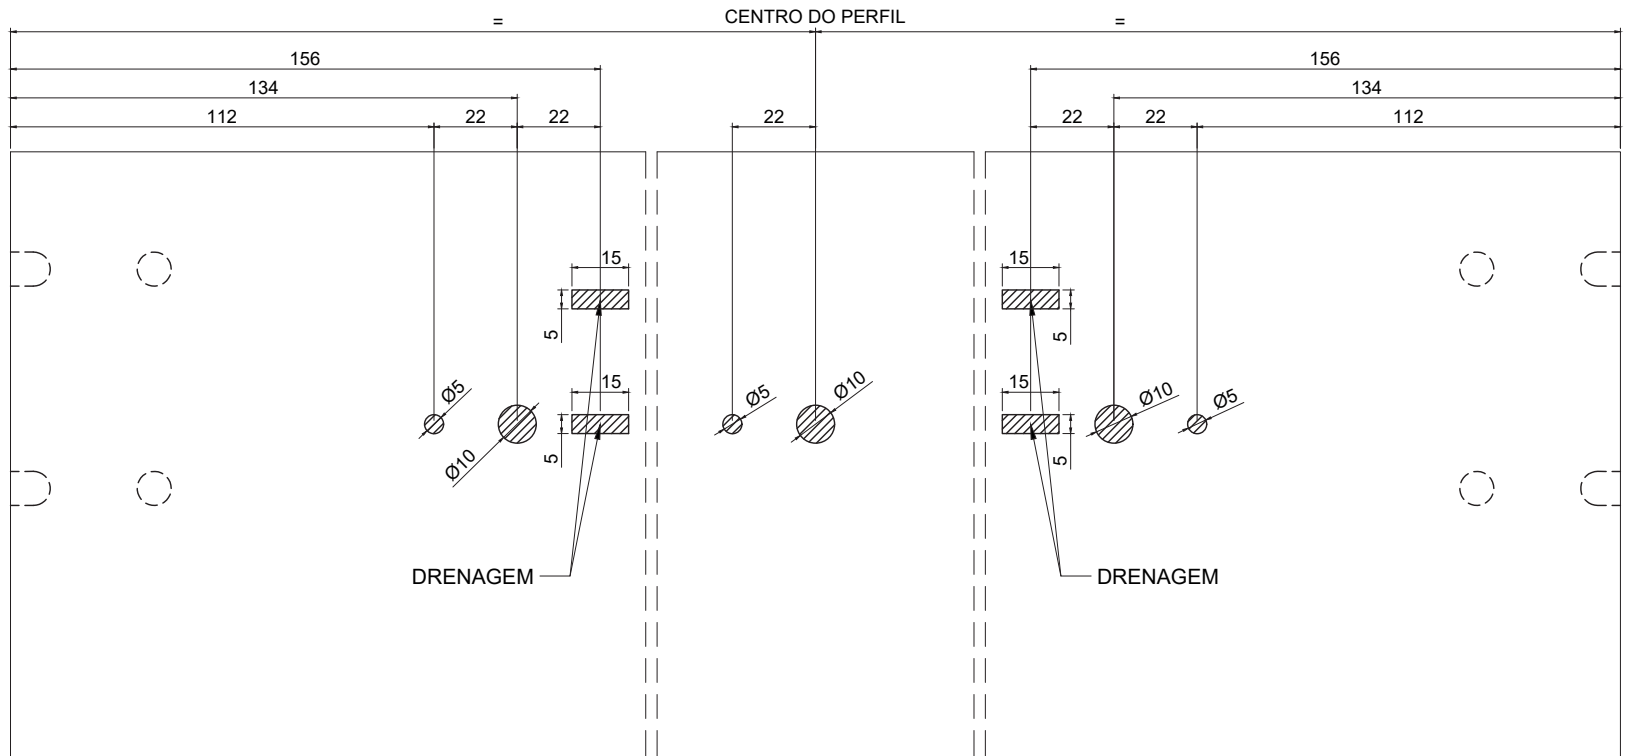 = CENTRO DO PERFIL =
156 156
134 134
112 22 22 22 22 22 112
15 15
5 5
Ø5 15 Ø5 Ø10 15 Ø10 Ø5
Ø10 5 5
DRENAGEM DRENAGEM